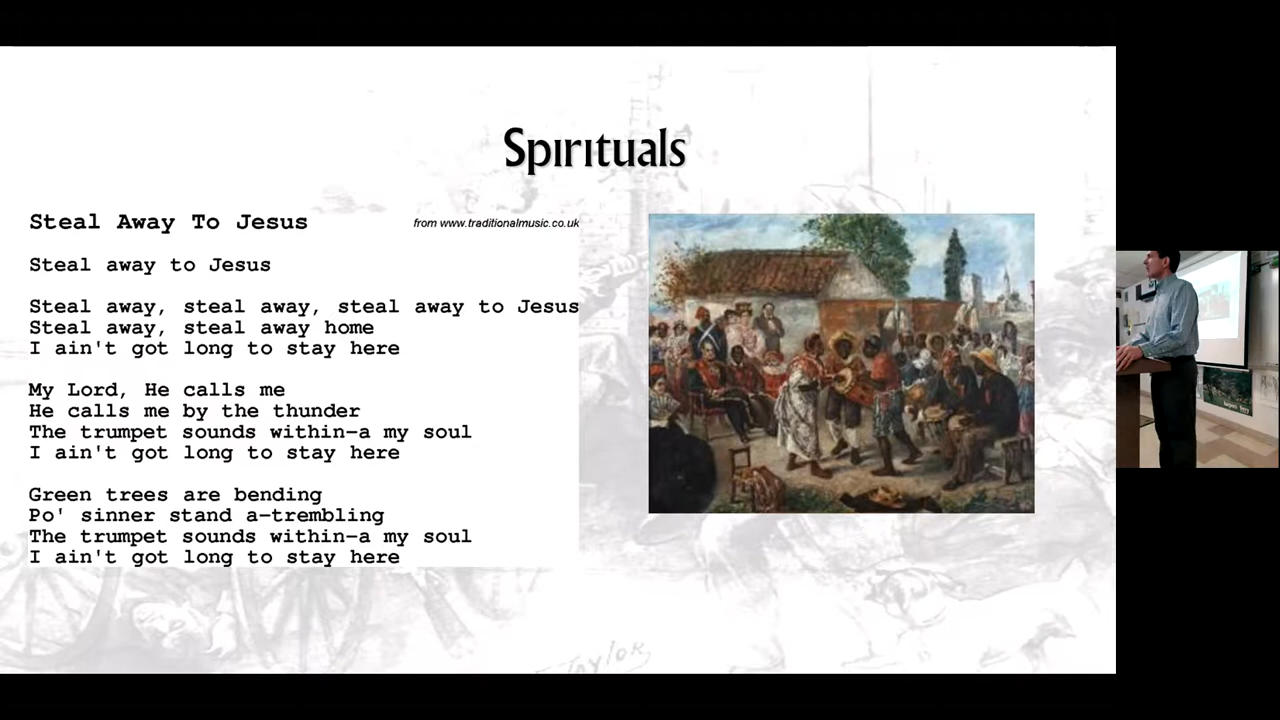 Spirituals
Steal Away To Jesus
from www.traditionalmusic.co.uk
Steal away to Jesus
Steal away, steal away, steal away to Jesus
Steal away, steal away home
I ain't got long to stay here
My Lord, He calls me
He calls me by the thunder
The trumpet sounds within-a my soul
I ain't got long to stay here
Green trees are bending
Po' sinner stand a-trembling
The trumpet sounds within-a my soul
I ain't got long to stay here
Taylor